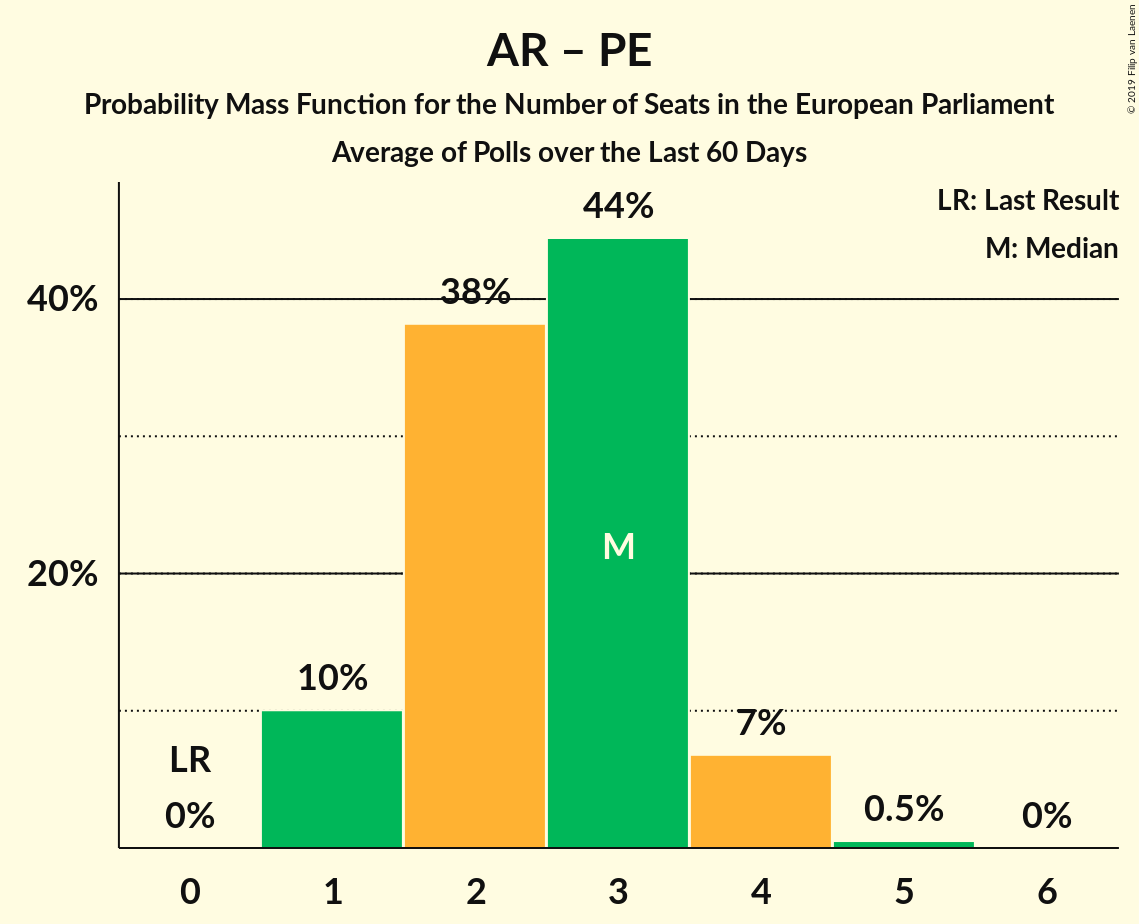 AR – PE
Probability Mass Function for the Number of Seats in the European Parliament
Average of Polls over the Last 60 Days
© 2019 Filip van Laenen
LR: Last Result
M: Median
44%
38%
40%
M
20%
10%
7%
LR
0%
0.5%
0%
0 1 2 3 4 5 6